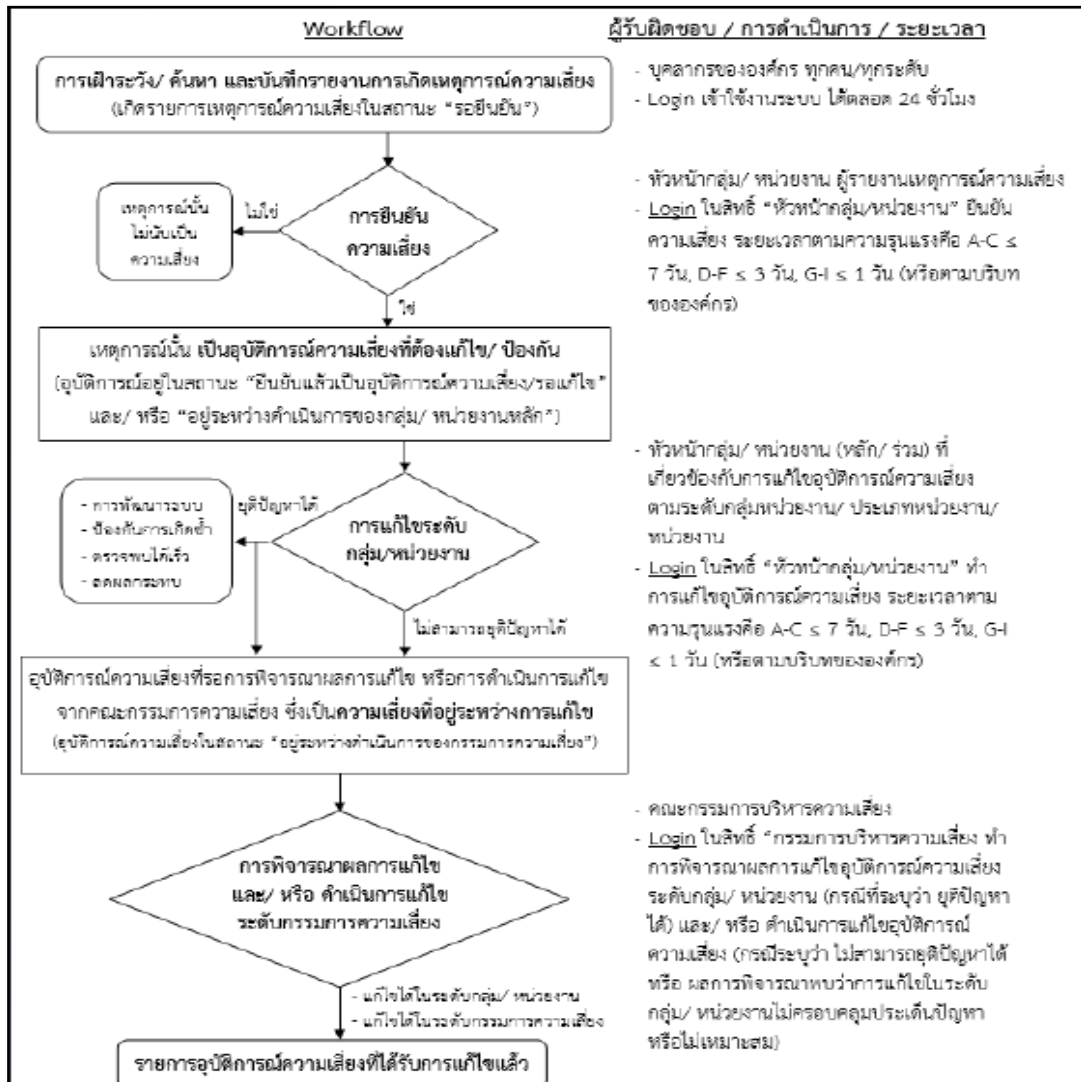 Workflow
ผู้รับผิดชอบ / การดำเนินการ / ระยะเวลา
การเฝ้าระวัง/ ค้นหา และบันทึกรายงานการเกิดเหตุการณ์ความเสี่ยง
(เกิดรายการเหตุการณ์ความเสี่ยงในสถานะ “รอยืนยัน”)
- บุคลากรขององค์กร ทุกคน/ทุกระดับ
- Login เข้าใช้งานระบบ ได้ตลอด 24 ชั่วโมง
การยืนยัน
ความเสี่ยง
ไม่ใช่
เหตุการณ์นั้น
ไม่นับเป็น
ความเสี่ยง
ใช่
- หัวหน้ากลุ่ม/ หน่วยงาน ผู้รายงานเหตุการณ์ความเสี่ยง
- Login ในสิทธิ์ “หัวหน้ากลุ่ม/หน่วยงาน” ยืนยัน
ความเสี่ยง ระยะเวลาตามความรุนแรงคือ A-C ≤
7 วัน, D-F ≤ 3 วัน, G-I ≤ 1 วัน (หรือตามบริบท
ขององค์กร)
เหตุการณ์นั้น เป็นอุบัติการณ์ความเสี่ยงที่ต้องแก้ไข/ ป้องกัน
(อุบัติการณ์อยู่ในสถานะ “ยืนยันแล้วเป็นอุบัติการณ์ความเสี่ยง/รอแก้ไข”
และ/ หรือ “อยู่ระหว่างดำเนินการของกลุ่ม/ หน่วยงานหลัก”)
การแก้ไขระดับ
กลุ่ม/หน่วยงาน
ยุติปัญหาได้
- การพัฒนาระบบ
- ป้องกันการเกิดซ้ำ
- ตรวจพบได้เร็ว
- ลดผลกระทบ
ไม่สามารถยุติปัญหาได้
- หัวหน้ากลุ่ม/ หน่วยงาน (หลัก/ ร่วม) ที่
เกี่ยวข้องกับการแก้ไขอุบัติการณ์ความเสี่ยง
ตามระดับกลุ่มหน่วยงาน/ ประเภทหน่วยงาน/
หน่วยงาน
- Login ในสิทธิ์ “หัวหน้ากลุ่ม/หน่วยงาน” ทำ
การแก้ไขอุบัติการณ์ความเสี่ยง ระยะเวลาตาม
ความรุนแรงคือ A-C ≤ 7 วัน, D-F ≤ 3 วัน, G-I
≤ 1 วัน (หรือตามบริบทขององค์กร)
อุบัติการณ์ความเสี่ยงที่รอการพิจารณาผลการแก้ไข หรือการดำเนินการแก้ไข
จากคณะกรรมการความเสี่ยง ซึ่งเป็นความเสี่ยงที่อยู่ระหว่างการแก้ไข
(อุบัติการณ์ความเสี่ยงในสถานะ “อยู่ระหว่างดำเนินการของกรรมการความเสี่ยง”)
การพิจารณาผลการแก้ไข
และ/ หรือ ดำเนินการแก้ไข
ระดับกรรมการความเสี่ยง
- คณะกรรมการบริหารความเสี่ยง
- Login ในสิทธิ์ “กรรมการบริหารความเสี่ยง ทำ
การพิจารณาผลการแก้ไขอุบัติการณ์ความเสี่ยง
ระดับกลุ่ม/ หน่วยงาน (กรณีที่ระบุว่า ยุติปัญหา
ได้) และ/ หรือ ดำเนินการแก้ไขอุบัติการณ์
ความเสี่ยง (กรณีระบุว่า ไม่สามารถยุติปัญหาได้
หรือ ผลการพิจารณาพบว่าการแก้ไขในระดับ
กลุ่ม/ หน่วยงานไม่ครอบคลุมประเด็นปัญหา
หรือไม่เหมาะสม)
- แก้ไขได้ในระดับกลุ่ม/ หน่วยงาน
- แก้ไขได้ในระดับกรรมการความเสี่ยง
รายการอุบัติการณ์ความเสี่ยงที่ได้รับการแก้ไขแล้ว